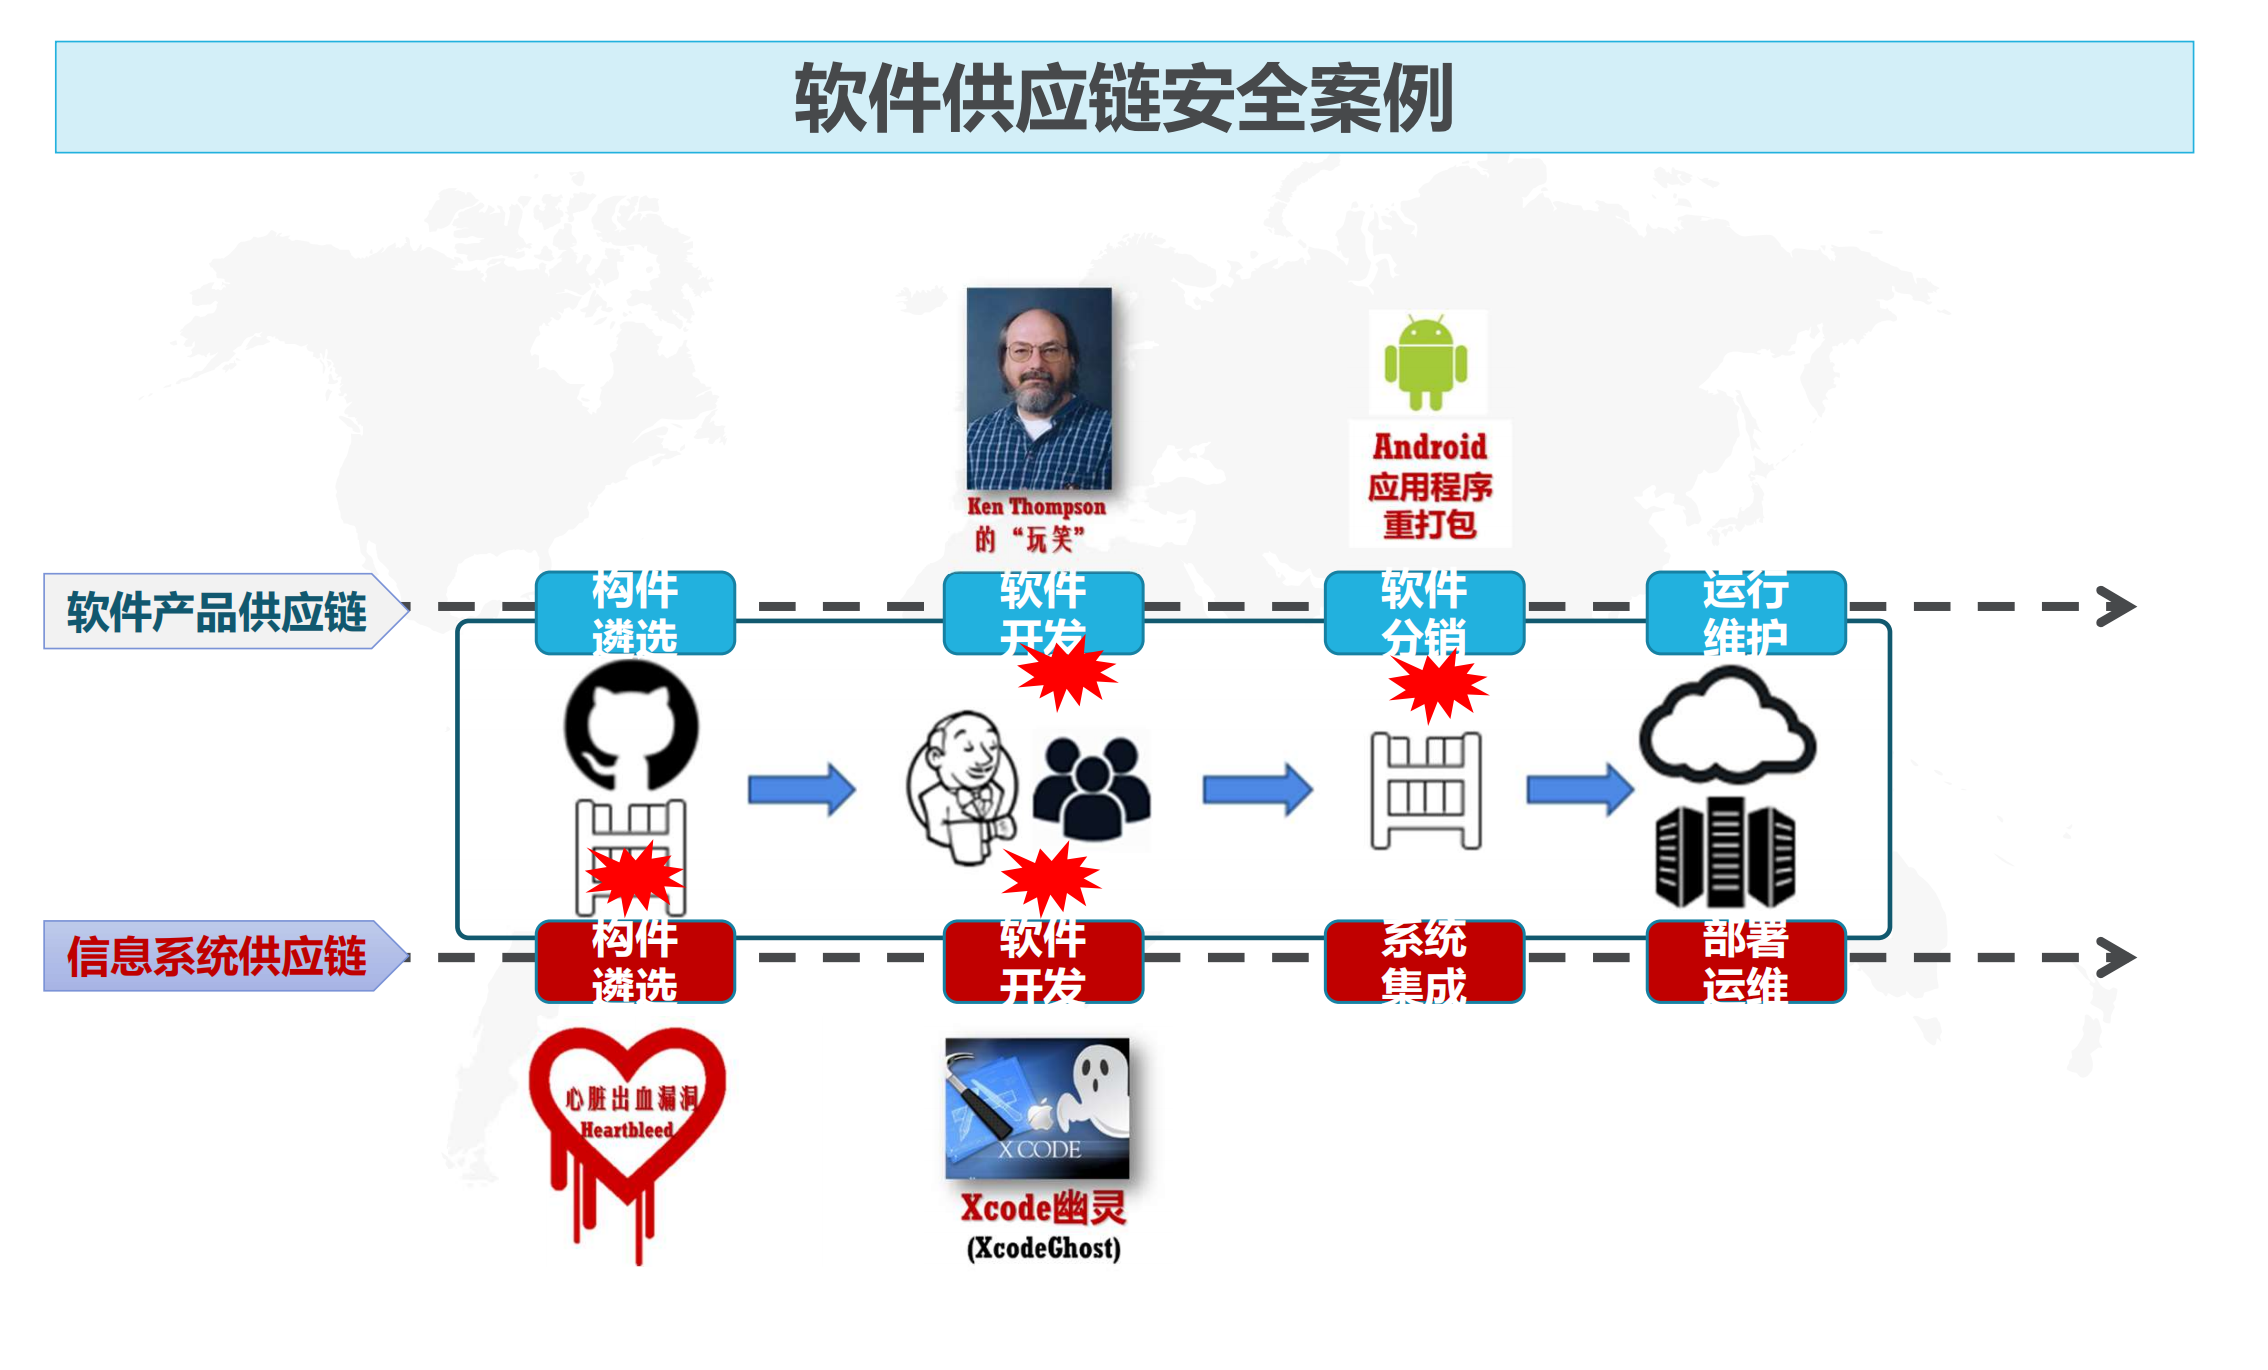 软件供应链安全案例
Ken Thompson
的“玩笑”
Android
应用程序
重打包
软件产品供应链
构件
遴选
软件
开发
软件
分销
运行
维护
信息系统供应链
构件
遴选
软件
开发
系统
集成
部署
运维
心脏出血漏洞
Heartbleed
X CODE
Xcode幽灵
(XcodeGhost)